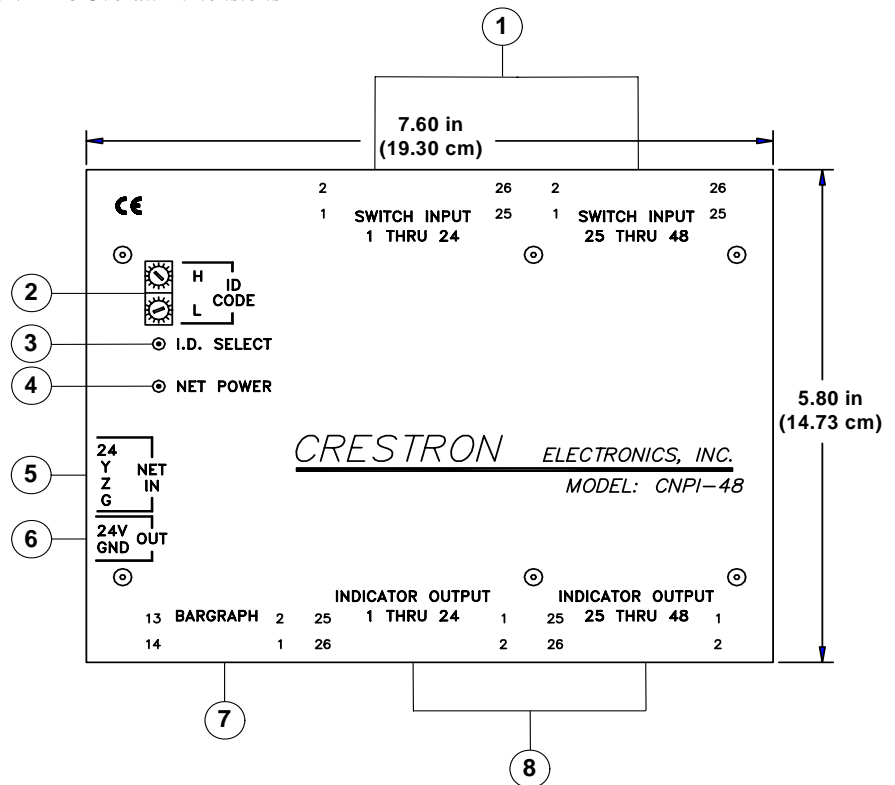 1
7.60 in
(19.30 cm)
2 26 2 26
1 SWITCH INPUT 25 1 SWITCH INPUT 25
1 THRU 24 25 THRU 48
CE
2
H
L
ID
CODE
3
I.D. SELECT
4
NET POWER
5.80 in
(14.73 cm)
CRESTRON ELECTRONICS, INC.
MODEL: CNPI-48
5
24
Y
Z
G
NET
IN
6
24V
GND
OUT
INDICATOR OUTPUT INDICATOR OUTPUT
13 BARGRAPH 2 25 1 THRU 24 1 25 25 THRU 48 1
14 1 26 2 26 2
7
8